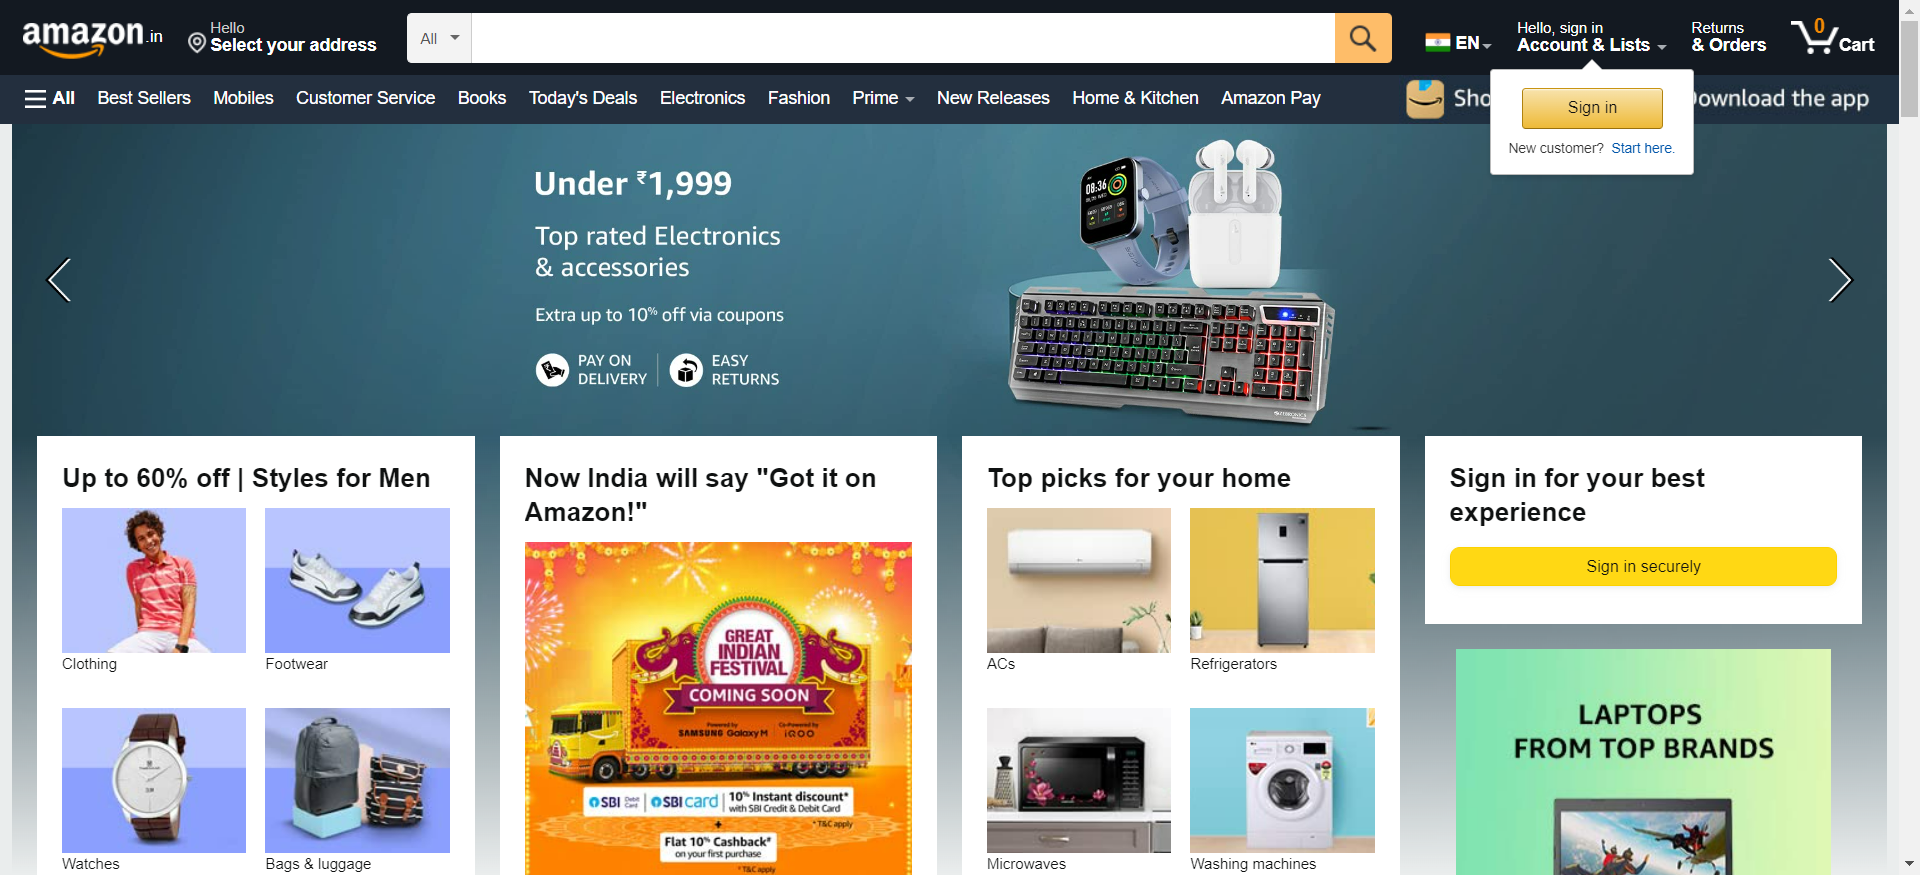 amazon.in
Hello
Select your address
All
EN
Hello, sign in
Account & Lists
Returns
& Orders
0
Cart
All
Best Sellers
Mobiles
Customer Service
Books
Today's Deals
Electronics
Fashion
Prime
New Releases
Home & Kitchen
Amazon Pay
Sho
Download the app
Sign in
New customer? Start here.
Under ₹1,999
Top rated Electronics
& accessories
Extra up to 10% off via coupons
PAY ON
DELIVERY
EASY
RETURNS
08:36
ZEBRONICS
Up to 60% off | Styles for Men
Clothing
Footwear
Watches
Bags & luggage
Now India will say "Got it on
Amazon!"
GREAT
INDIAN
FESTIVAL
COMING SOON
Powered by
SAMSUNG Galaxy M
Co-Powered by
iQOO
SBI Debit
Card
SBI card
10% Instant discount*
with SBI Credit & Debit Card
*T&C apply
+
Flat 10% Cashback*
on your first purchase
*T&C apply
Top picks for your home
ACs
Refrigerators
Microwaves
Washing machines
Sign in for your best
experience
Sign in securely
LAPTOPS
FROM TOP BRANDS